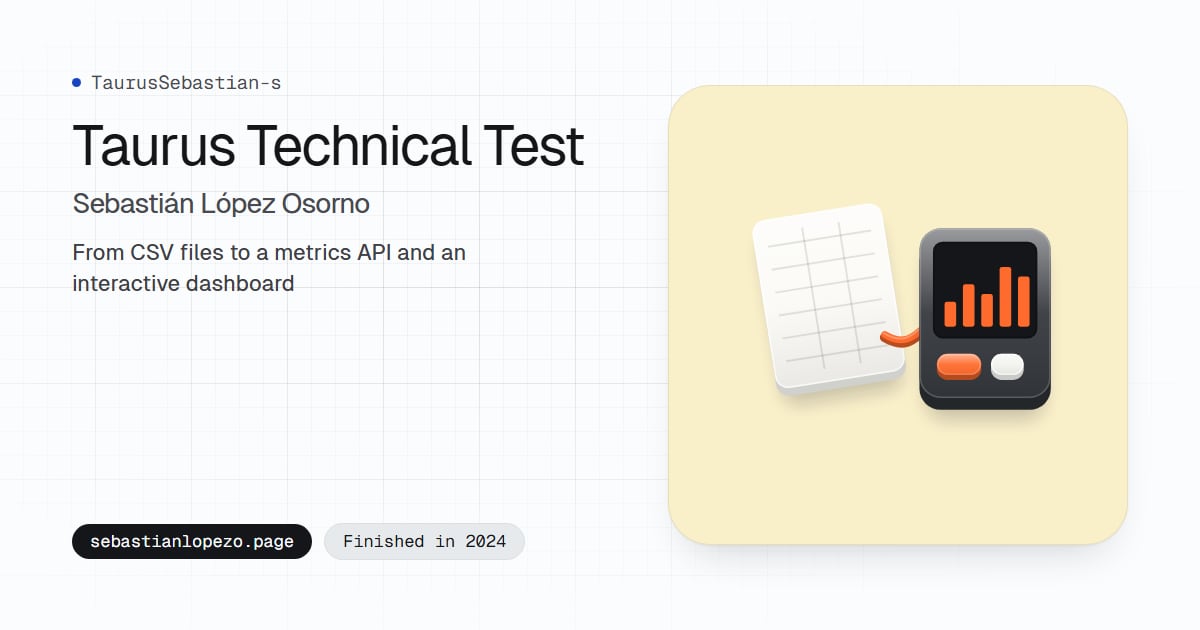 TaurusSebastian-s
Taurus Technical Test
Sebastián López Osorno
From CSV files to a metrics API and an
interactive dashboard
sebastianlopezo.page
Finished in 2024